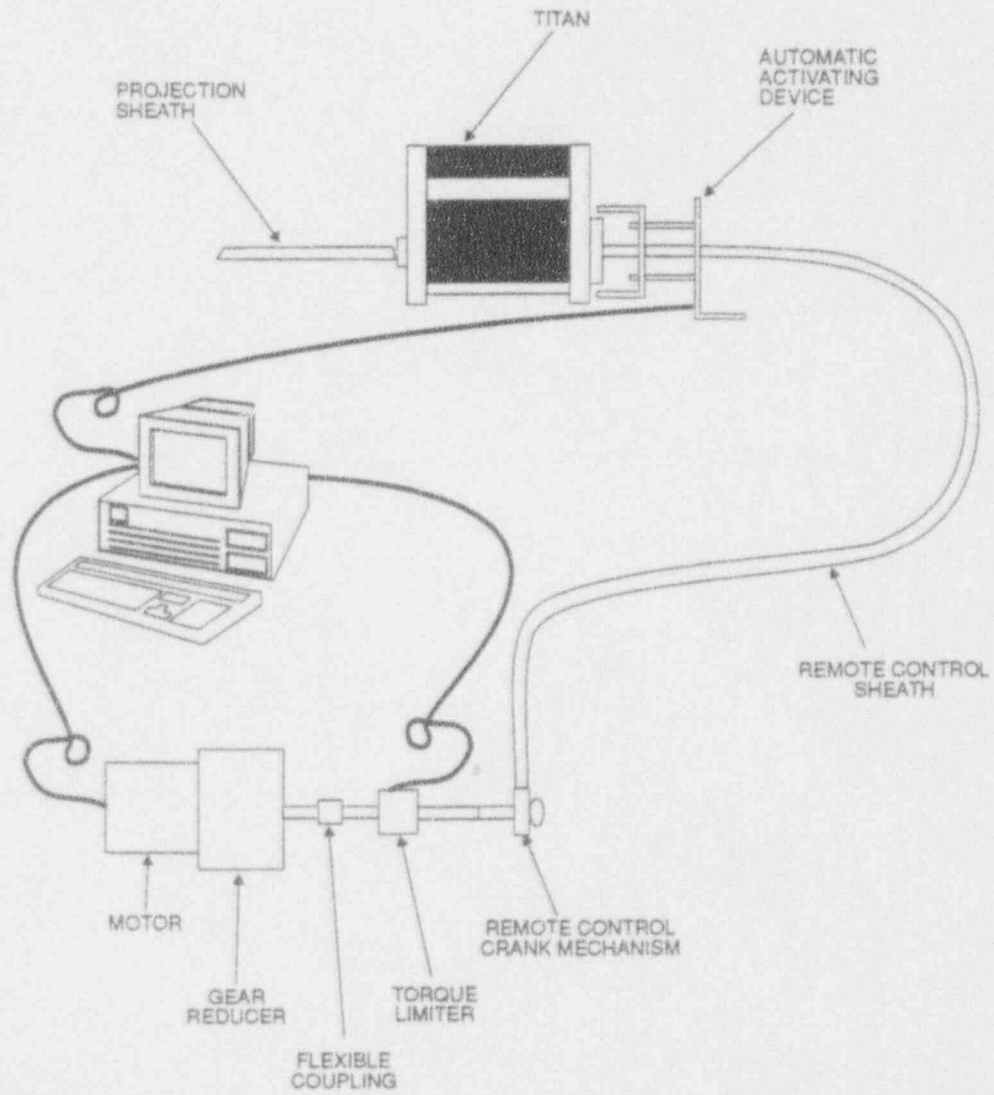 TITAN
AUTOMATIC
ACTIVATING
DEVICE
PROJECTION
SHEATH
REMOTE CONTROL
SHEATH
MOTOR
REMOTE CONTROL
CRANK MECHANISM
GEAR
REDUCER
TORQUE
LIMITER
FLEXIBLE
COUPLING